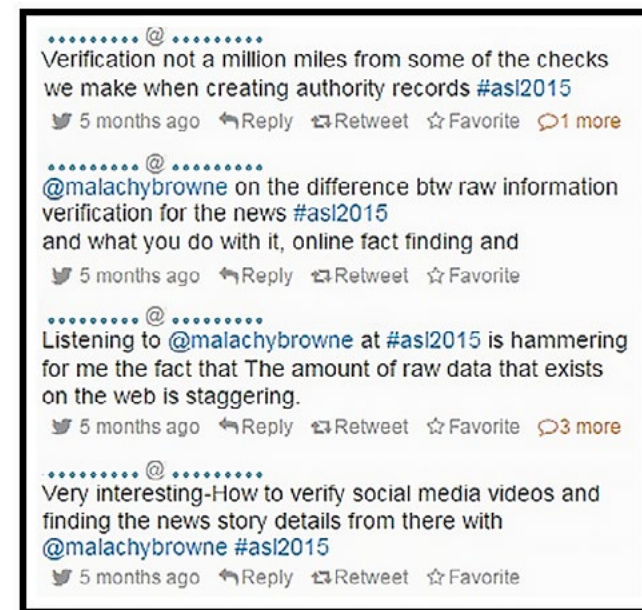 ......... @ .........
Verification not a million miles from some of the checks
we make when creating authority records #asl2015
5 months ago Reply Retweet Favorite 1 more
......... @ .........
@malachybrowne on the difference btw raw information
verification for the news #asl2015
and what you do with it, online fact finding and
5 months ago Reply Retweet Favorite
......... @ .........
Listening to @malachybrowne at #asl2015 is hammering
for me the fact that The amount of raw data that exists
on the web is staggering.
5 months ago Reply Retweet Favorite 3 more
......... @ .........
Very interesting-How to verify social media videos and
finding the news story details from there with
@malachybrowne #asl2015
5 months ago Reply Retweet Favorite